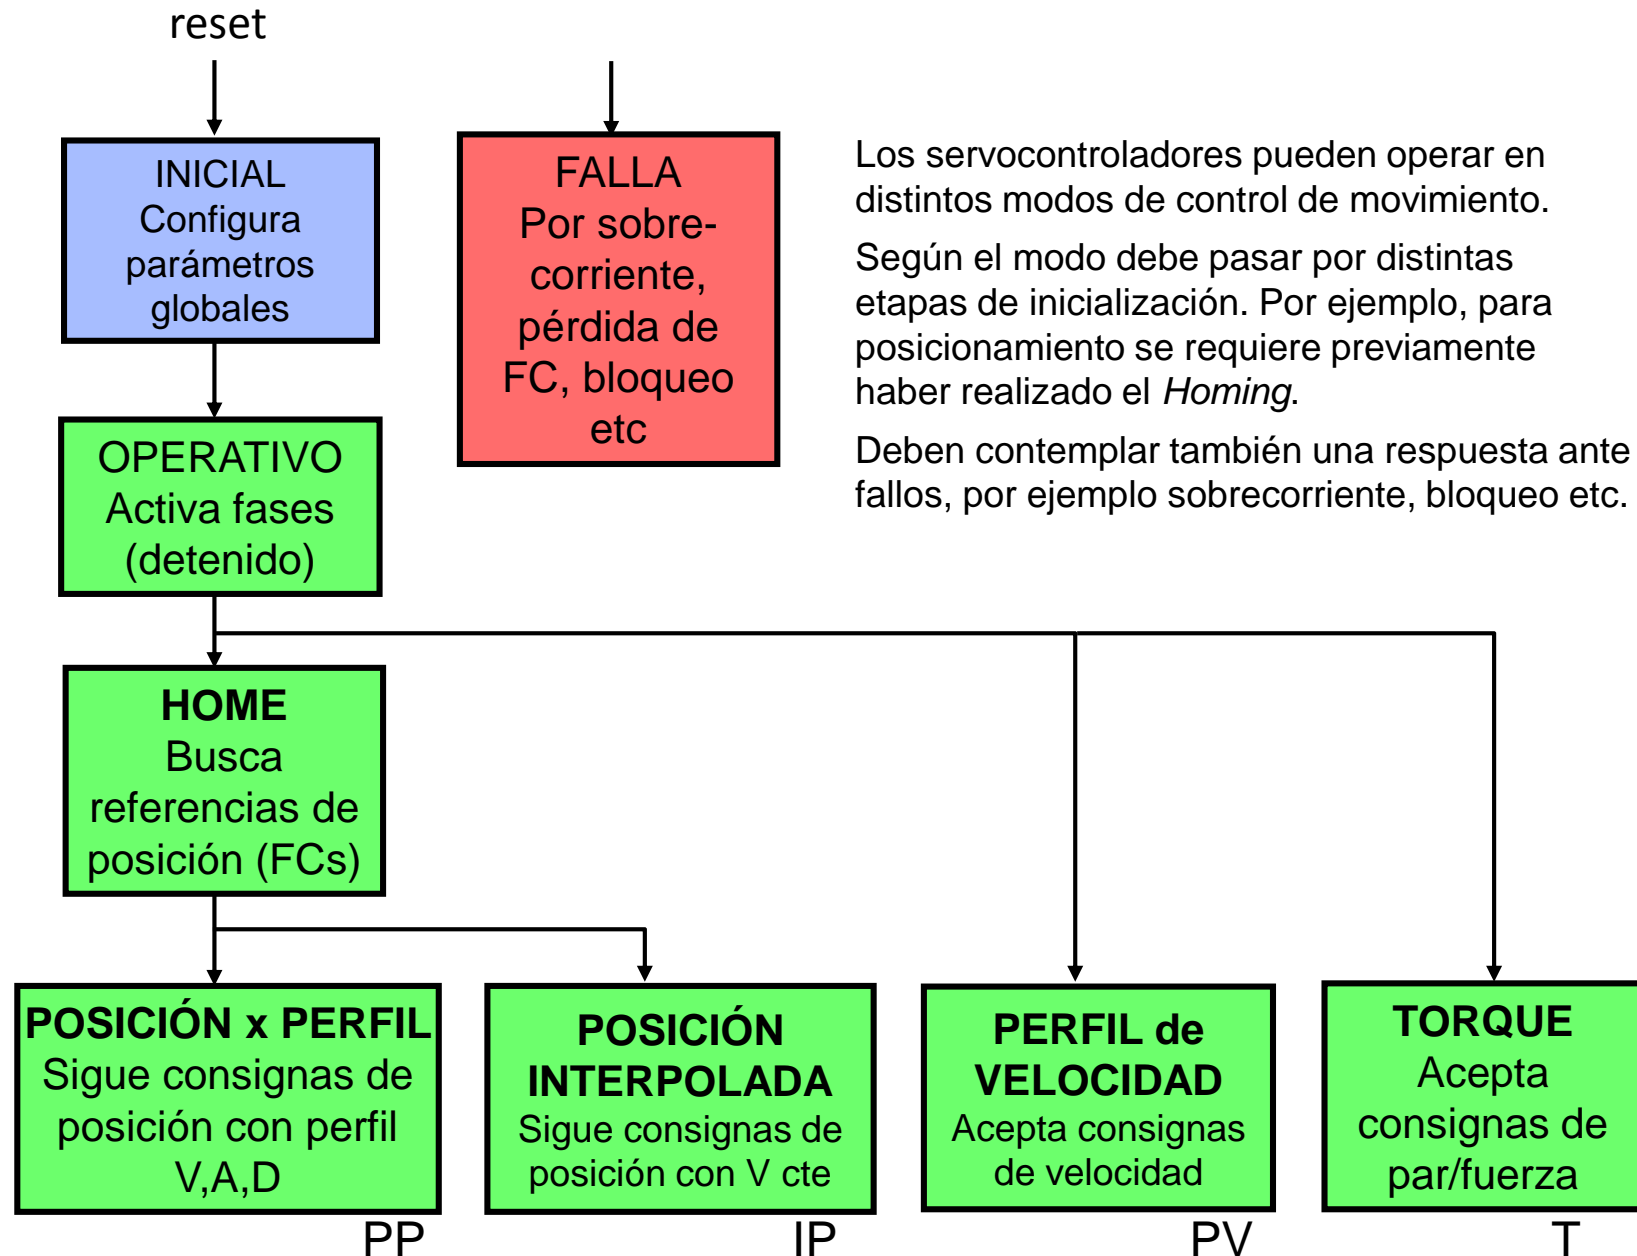 reset
INICIAL
Configura
parámetros
globales
FALLA
Por sobre-
corriente,
pérdida de
FC, bloqueo
etc
Los servocontroladores pueden operar en
distintos modos de control de movimiento.
Según el modo debe pasar por distintas
etapas de inicialización. Por ejemplo, para
posicionamiento se requiere previamente
haber realizado el Homing.
Deben contemplar también una respuesta ante
fallos, por ejemplo sobrecorriente, bloqueo etc.
OPERATIVO
Activa fases
(detenido)
HOME
Busca
referencias de
posición (FCs)
POSICIÓN x PERFIL
Sigue consignas de
posición con perfil
V,A,D
PP
POSICIÓN
INTERPOLADA
Sigue consignas de
posición con V cte
IP
PERFIL de
VELOCIDAD
Acepta consignas
de velocidad
PV
TORQUE
Acepta
consignas de
par/fuerza
T